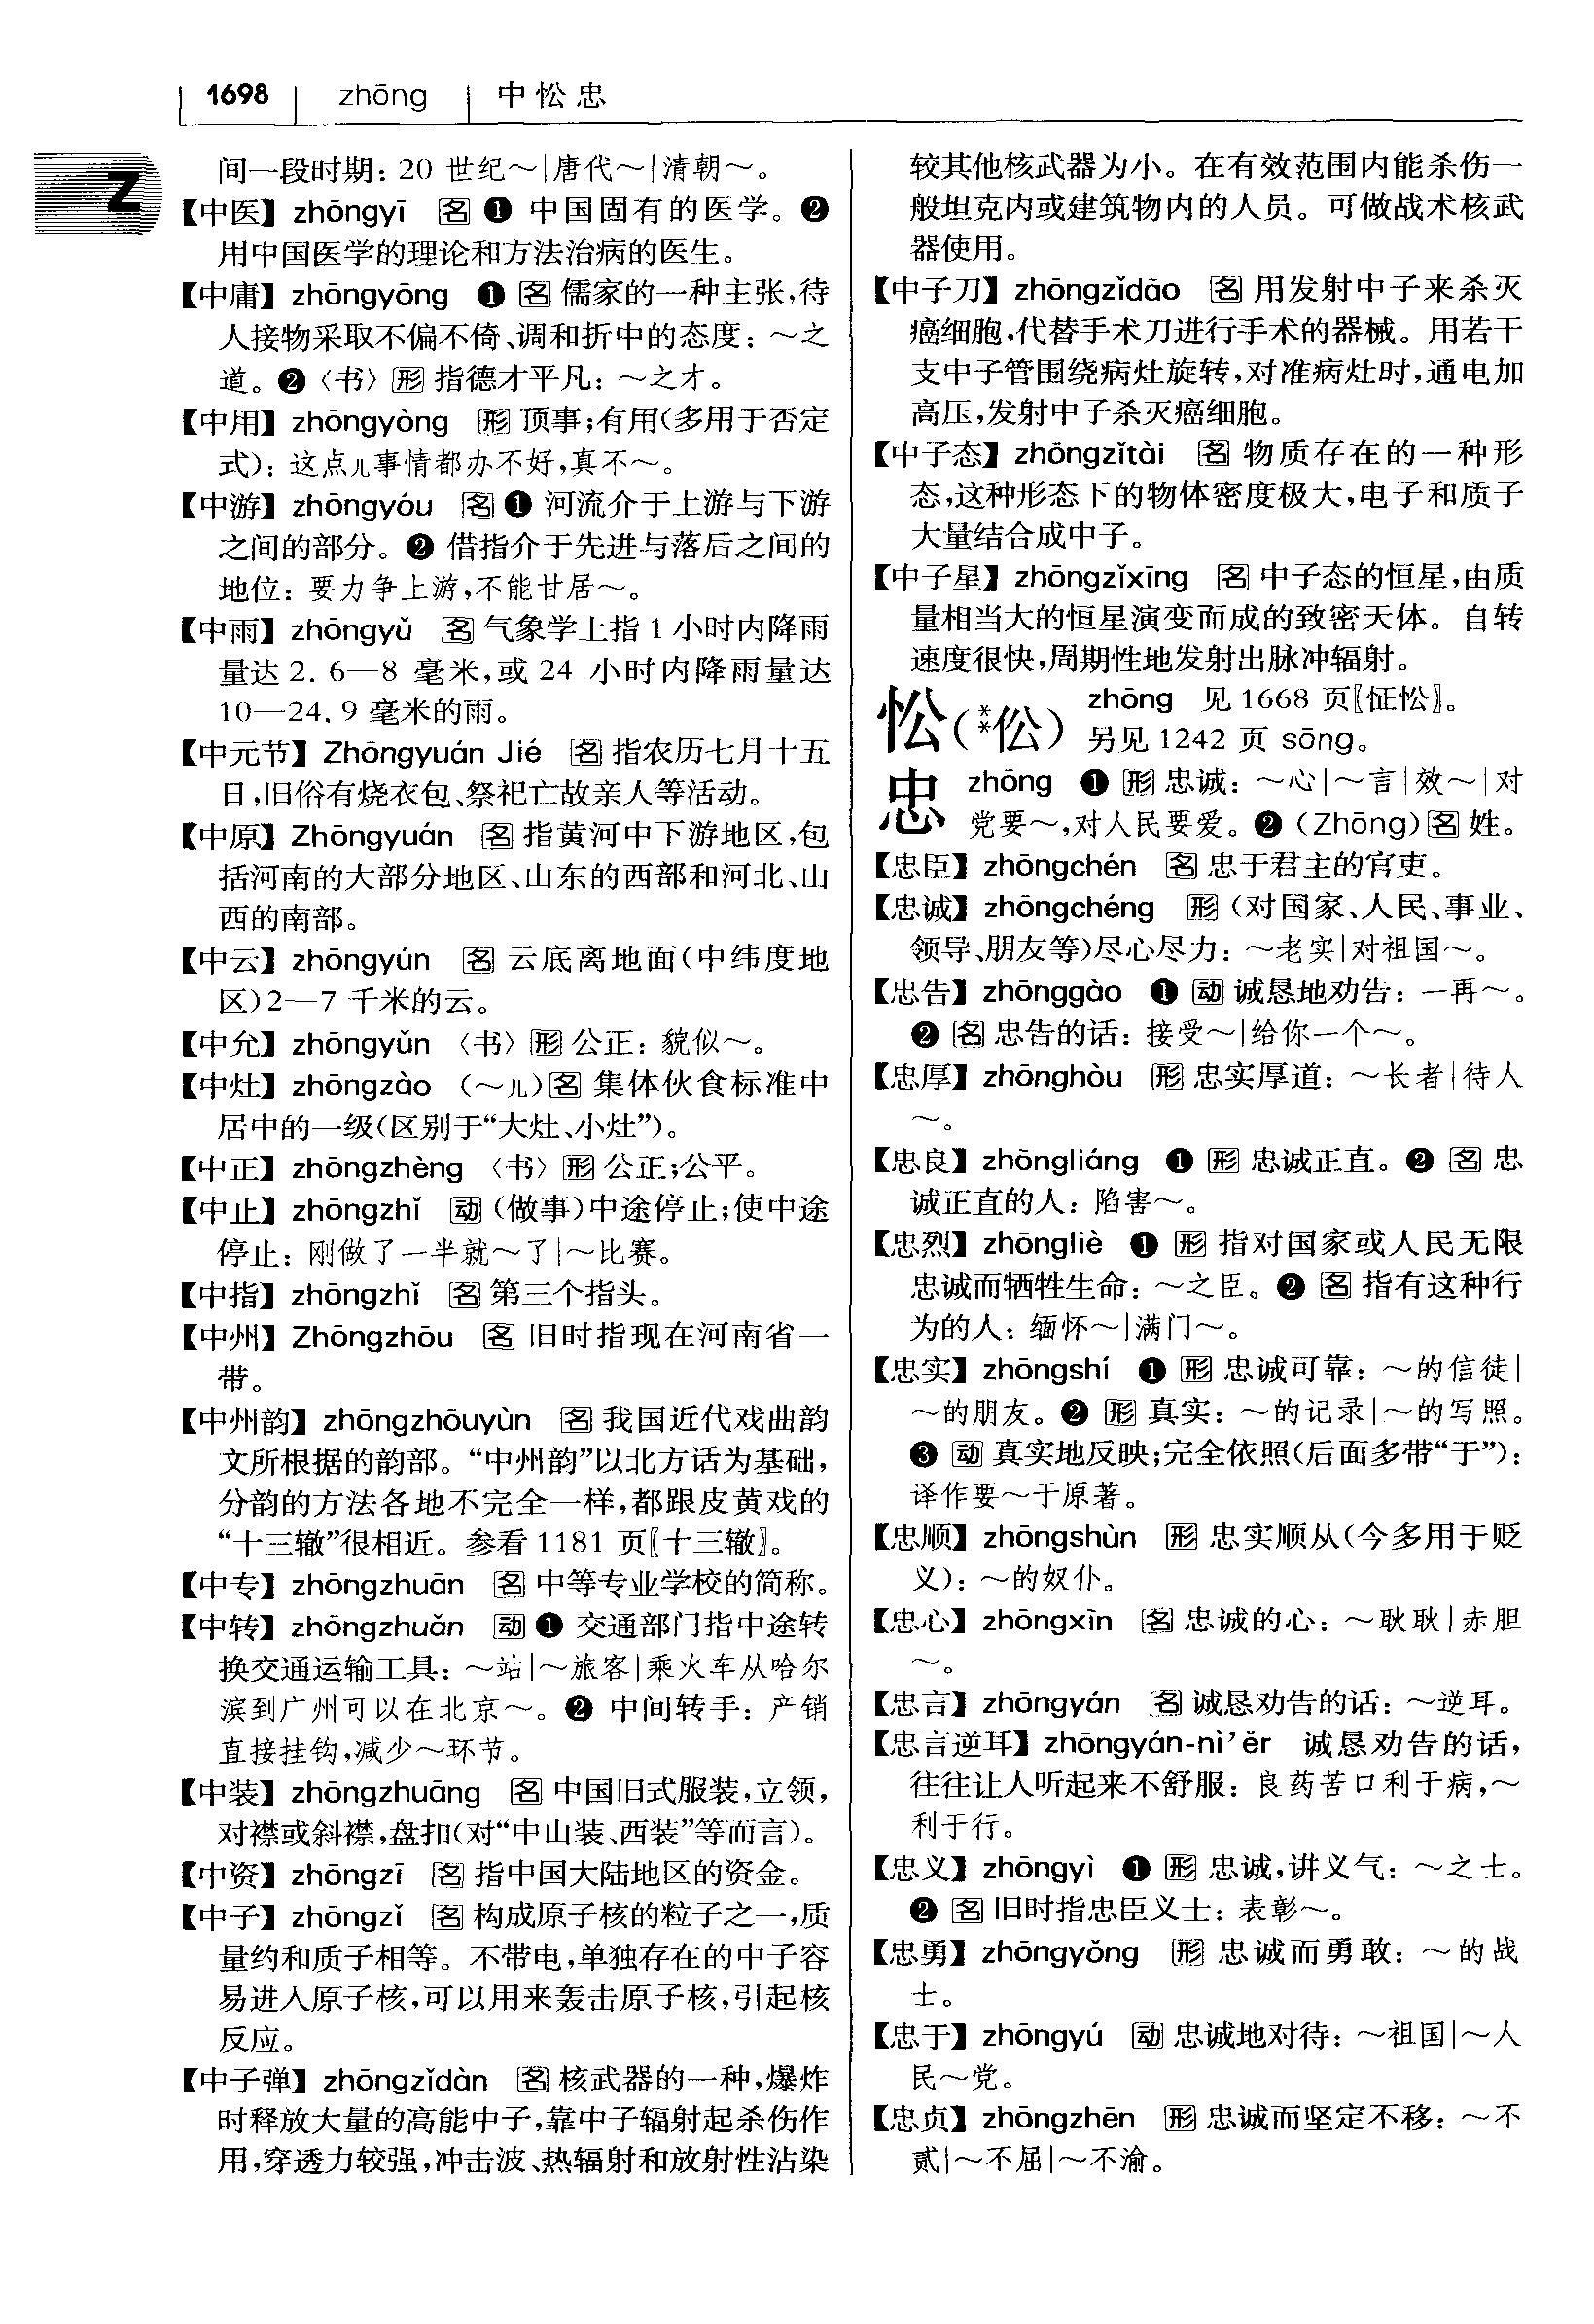 1698 zhōng 中忪忠
Z
间一段时期：20 世纪～|唐代～|清朝～。
【中医】zhōngyī 名 ❶ 中国固有的医学。❷
用中国医学的理论和方法治病的医生。
【中庸】zhōngyōng ❶ 名 儒家的一种主张,待
人接物采取不偏不倚、调和折中的态度：～之
道。❷〈书〉形 指德才平凡：～之才。
【中用】zhōngyòng 形 顶事;有用(多用于否定
式)：这点儿事情都办不好,真不～。
【中游】zhōngyóu 名 ❶ 河流介于上游与下游
之间的部分。❷ 借指介于先进与落后之间的
地位：要力争上游,不能甘居～。
【中雨】zhōngyǔ 名 气象学上指 1 小时内降雨
量达 2.6—8 毫米,或 24 小时内降雨量达
10—24.9 毫米的雨。
【中元节】Zhōngyuán Jié 名 指农历七月十五
日,旧俗有烧衣包、祭祀亡故亲人等活动。
【中原】Zhōngyuán 名 指黄河中下游地区,包
括河南的大部分地区、山东的西部和河北、山
西的南部。
【中云】zhōngyún 名 云底离地面(中纬度地
区)2—7 千米的云。
【中允】zhōngyǔn 〈书〉形 公正：貌似～。
【中灶】zhōngzào （～儿）名 集体伙食标准中
居中的一级(区别于“大灶、小灶”)。
【中正】zhōngzhèng 〈书〉形 公正;公平。
【中止】zhōngzhǐ 动 (做事)中途停止;使中途
停止：刚做了一半就～了|～比赛。
【中指】zhōngzhǐ 名 第三个指头。
【中州】Zhōngzhōu 名 旧时指现在河南省一
带。
【中州韵】zhōngzhōuyùn 名 我国近代戏曲韵
文所根据的韵部。“中州韵”以北方话为基础,
分韵的方法各地不完全一样,都跟皮黄戏的
“十三辙”很相近。参看 1181 页〖十三辙〗。
【中专】zhōngzhuān 名 中等专业学校的简称。
【中转】zhōngzhuǎn 动 ❶ 交通部门指中途转
换交通运输工具：～站|～旅客|乘火车从哈尔
滨到广州可以在北京～。❷ 中间转手：产销
直接挂钩,减少～环节。
【中装】zhōngzhuāng 名 中国旧式服装,立领,
对襟或斜襟,盘扣(对“中山装、西装”等而言)。
【中资】zhōngzī 名 指中国大陆地区的资金。
【中子】zhōngzǐ 名 构成原子核的粒子之一,质
量约和质子相等。不带电,单独存在的中子容
易进入原子核,可以用来轰击原子核,引起核
反应。
【中子弹】zhōngzǐdàn 名 核武器的一种,爆炸
时释放大量的高能中子,靠中子辐射起杀伤作
用,穿透力较强,冲击波、热辐射和放射性沾染
较其他核武器为小。在有效范围内能杀伤一
般坦克内或建筑物内的人员。可做战术核武
器使用。
【中子刀】zhōngzǐdāo 名 用发射中子来杀灭
癌细胞,代替手术刀进行手术的器械。用若干
支中子管围绕病灶旋转,对准病灶时,通电加
高压,发射中子杀灭癌细胞。
【中子态】zhōngzǐtài 名 物质存在的一种形
态,这种形态下的物体密度极大,电子和质子
大量结合成中子。
【中子星】zhōngzǐxīng 名 中子态的恒星,由质
量相当大的恒星演变而成的致密天体。自转
速度很快,周期性地发射出脉冲辐射。
忪(**伀) zhōng 见 1668 页〖怔忪〗。
另见 1242 页 sōng。
忠 zhōng ❶ 形 忠诚：～心|～言|效～|对
党要～,对人民要爱。❷（Zhōng）名 姓。
【忠臣】zhōngchén 名 忠于君主的官吏。
【忠诚】zhōngchéng 形 (对国家、人民、事业、
领导、朋友等)尽心尽力：～老实|对祖国～。
【忠告】zhōnggào ❶ 动 诚恳地劝告：一再～。
❷ 名 忠告的话：接受～|给你一个～。
【忠厚】zhōnghòu 形 忠实厚道：～长者|待人
～。
【忠良】zhōngliáng ❶ 形 忠诚正直。❷ 名 忠
诚正直的人：陷害～。
【忠烈】zhōngliè ❶ 形 指对国家或人民无限
忠诚而牺牲生命：～之臣。❷ 名 指有这种行
为的人：缅怀～|满门～。
【忠实】zhōngshí ❶ 形 忠诚可靠：～的信徒|
～的朋友。❷ 形 真实：～的记录|～的写照。
❸ 动 真实地反映;完全依照(后面多带“于”)：
译作要～于原著。
【忠顺】zhōngshùn 形 忠实顺从(今多用于贬
义)：～的奴仆。
【忠心】zhōngxīn 名 忠诚的心：～耿耿|赤胆
～。
【忠言】zhōngyán 名 诚恳劝告的话：～逆耳。
【忠言逆耳】zhōngyán-nì’ěr 诚恳劝告的话,
往往让人听起来不舒服：良药苦口利于病,～
利于行。
【忠义】zhōngyì ❶ 形 忠诚,讲义气：～之士。
❷ 名 旧时指忠臣义士：表彰～。
【忠勇】zhōngyǒng 形 忠诚而勇敢：～的战
士。
【忠于】zhōngyú 动 忠诚地对待：～祖国|～人
民～党。
【忠贞】zhōngzhēn 形 忠诚而坚定不移：～不
贰|～不屈|～不渝。